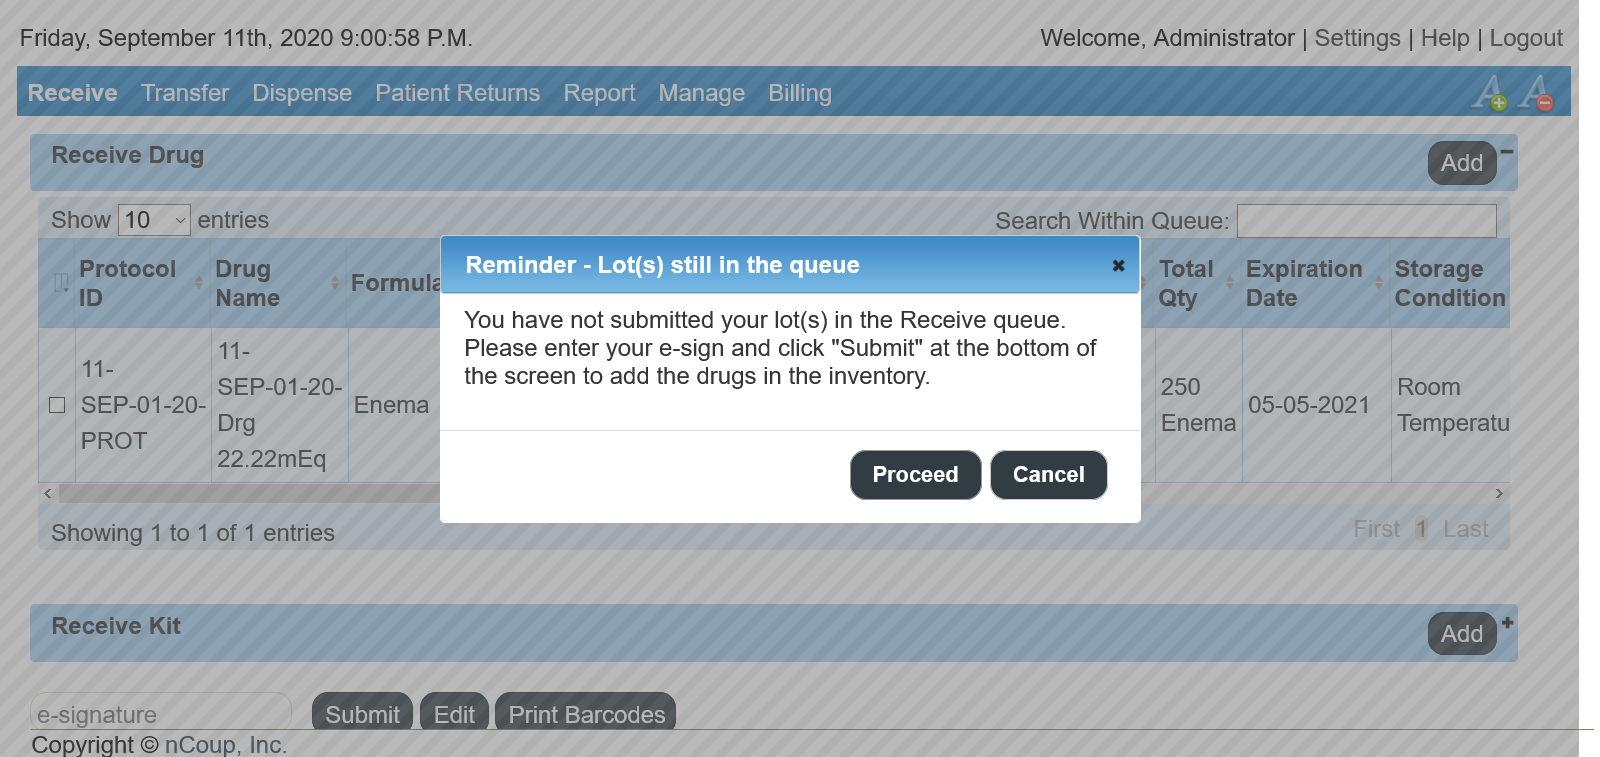 Friday, September 11th, 2020 9:00:58 P.M.
Welcome, Administrator | Settings | Help | Logout
Receive Transfer Dispense Patient Returns Report Manage Billing
Receive Drug
Add
Show 10 entries
Search Within Queue:
Protocol ID
Drug Name
Formula
Total Qty
Expiration Date
Storage Condition
11-
SEP-01-20-
PROT
11-
SEP-01-20-
Drg
22.22mEq
Enema
250
Enema
05-05-2021
Room
Temperatu
Reminder - Lot(s) still in the queue
You have not submitted your lot(s) in the Receive queue.
Please enter your e-sign and click "Submit" at the bottom of
the screen to add the drugs in the inventory.
Proceed Cancel
Showing 1 to 1 of 1 entries
First 1 Last
Receive Kit
Add
e-signature
Submit Edit Print Barcodes
Copyright © nCoup, Inc.